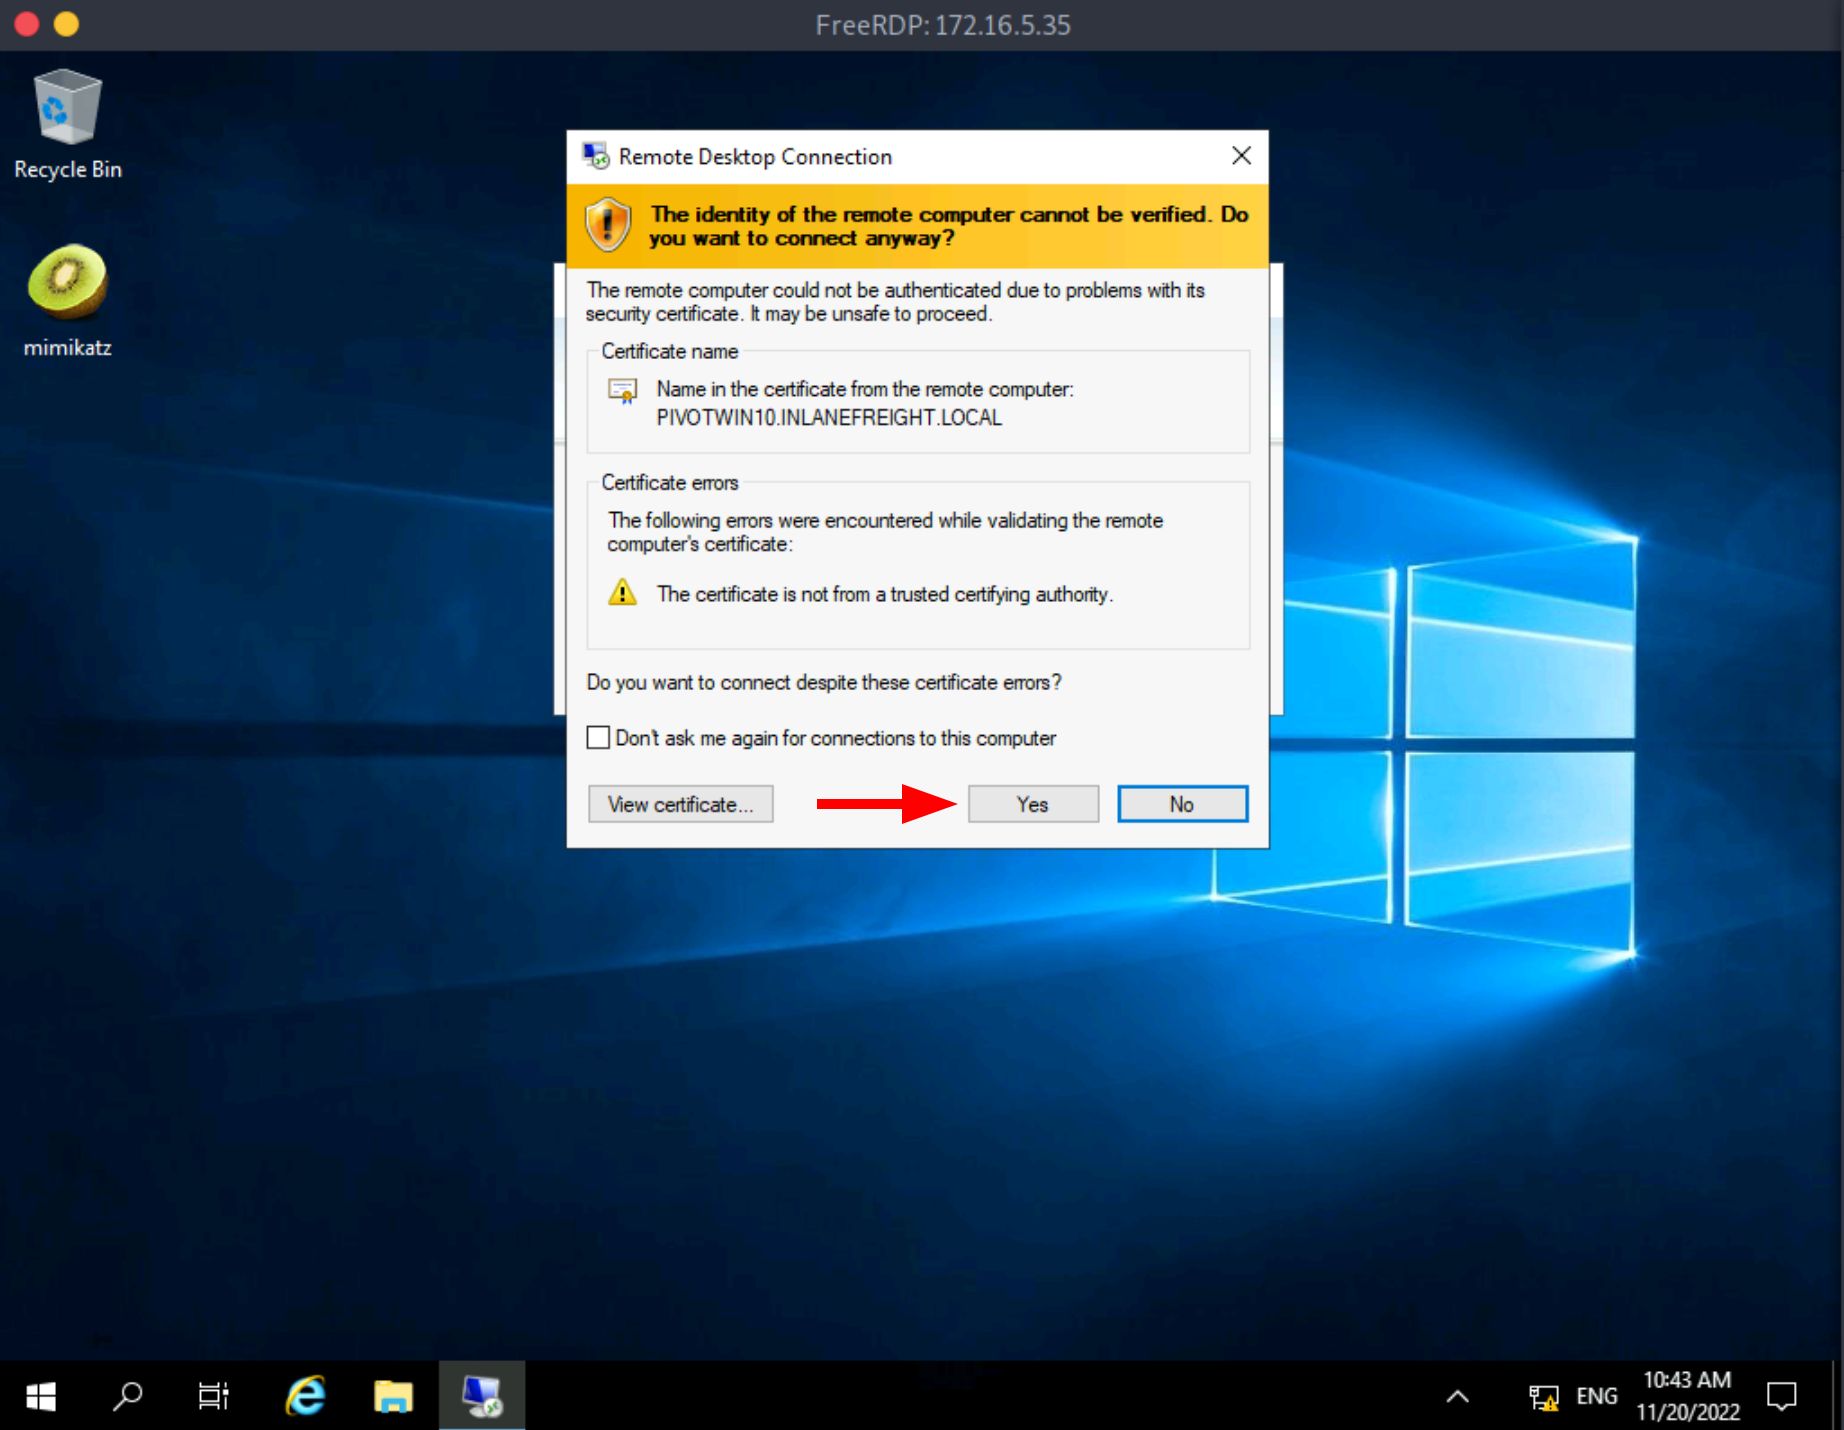 FreeRDP: 172.16.5.35
Recycle Bin
mimikatz
Remote Desktop Connection
The identity of the remote computer cannot be verified. Do
you want to connect anyway?
The remote computer could not be authenticated due to problems with its
security certificate. It may be unsafe to proceed.
Certificate name
Name in the certificate from the remote computer:
PIVOTWIN10.INLANEFREIGHT.LOCAL
Certificate errors
The following errors were encountered while validating the remote
computer's certificate:
The certificate is not from a trusted certifying authority.
Do you want to connect despite these certificate errors?
Don't ask me again for connections to this computer
View certificate...
Yes
No
ENG
10:43 AM
11/20/2022